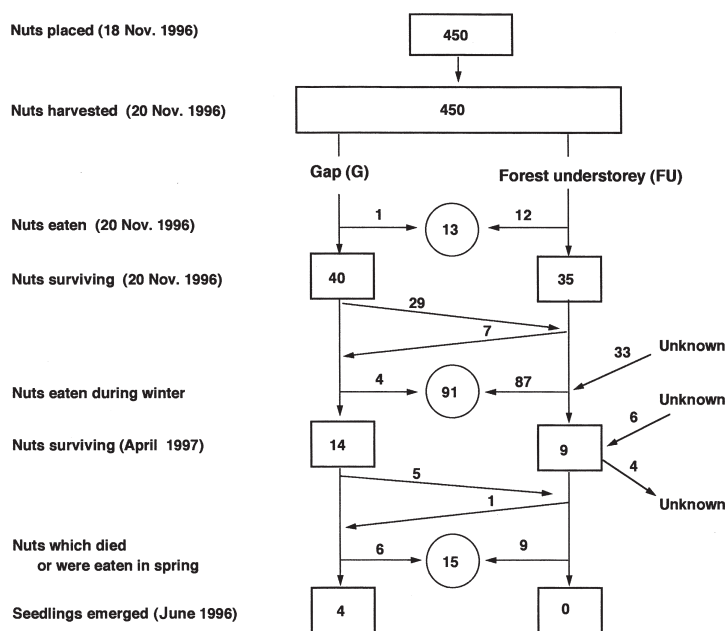 Nuts placed (18 Nov. 1996)
450
Nuts harvested (20 Nov. 1996)
450
Gap (G)
Forest understorey (FU)
Nuts eaten (20 Nov. 1996)
1
13
12
Nuts surviving (20 Nov. 1996)
40
35
29
7
33
Unknown
Nuts eaten during winter
4
91
87
Unknown
6
Nuts surviving (April 1997)
14
9
4
5
Unknown
1
Nuts which died
or were eaten in spring
6
15
9
Seedlings emerged (June 1996)
4
0